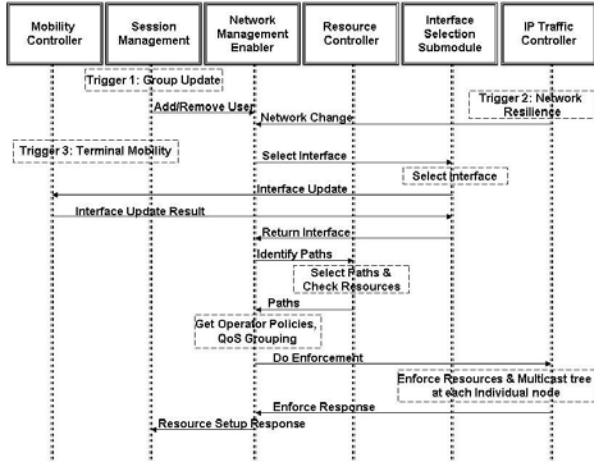 Mobility Controller
Session Management
Network Management Enabler
Resource Controller
Interface Selection Submodule
IP Traffic Controller
Trigger 1: Group Update
Add/Remove User
Trigger 2: Network Resilience
Network Change
Trigger 3: Terminal Mobility
Select Interface
Select Interface
Interface Update
Interface Update Result
Return Interface
Identify Paths
Select Paths &
Check Resources
Paths
Get Operator Policies,
QoS Grouping
Do Enforcement
Enforce Resources & Multicast tree
at each Individual node
Enforce Response
Resource Setup Response